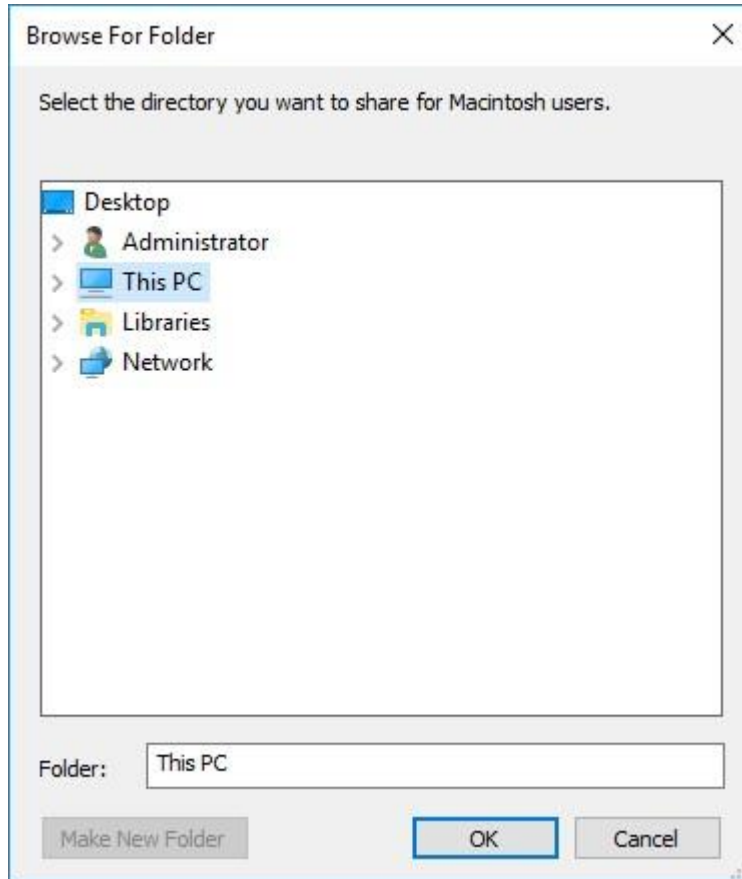 Browse For Folder
Select the directory you want to share for Macintosh users.
Desktop
Administrator
This PC
Libraries
Network
Folder: This PC
Make New Folder OK Cancel